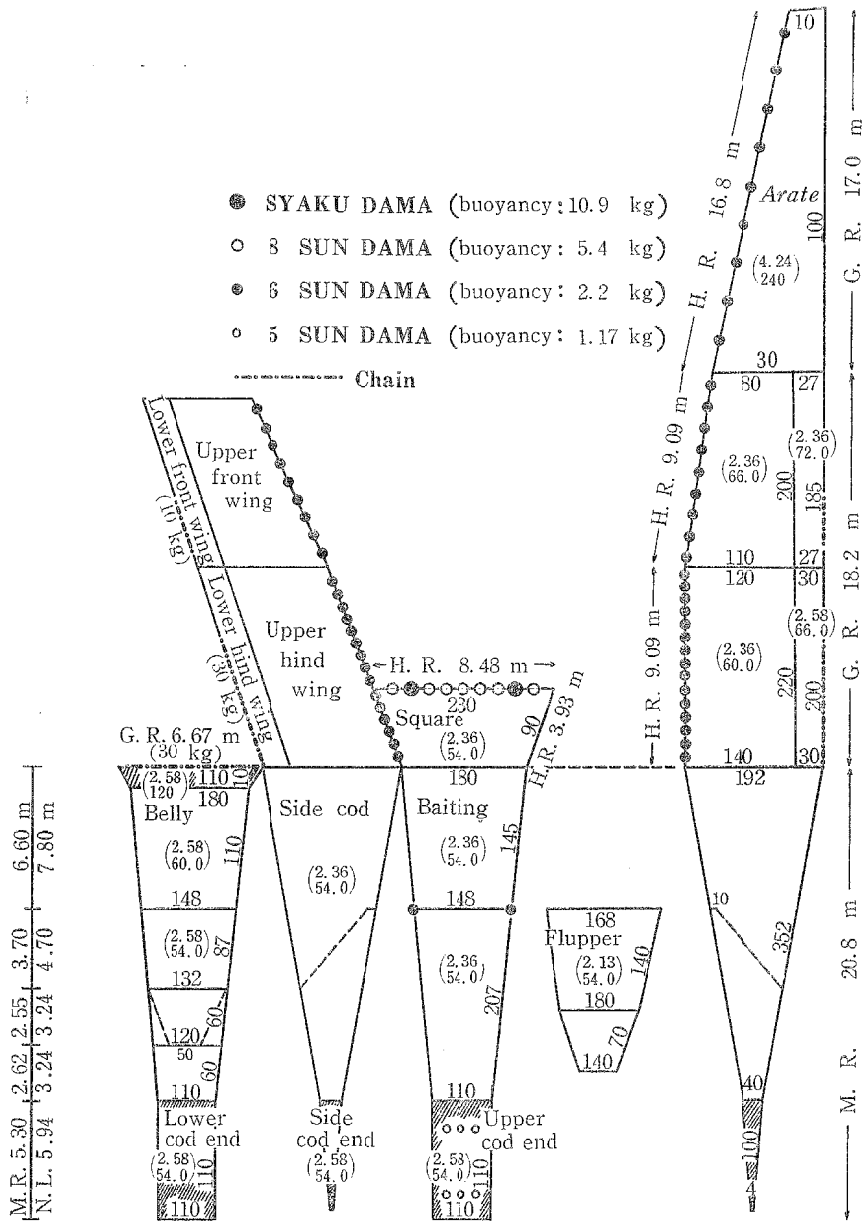 10
H. R. 16.8 m
Arate
100
(4.24 240)
G. R. 17.0 m
SYAKU DAMA (buoyancy: 10.9 kg)
8 SUN DAMA (buoyancy: 5.4 kg)
6 SUN DAMA (buoyancy: 2.2 kg)
5 SUN DAMA (buoyancy: 1.17 kg)
Chain
30
80 27
H. R. 9.09 m
(2.36 66.0)
200
(2.36 72.0)
185
110 27
120 30
G. R. 18.2 m
H. R. 9.09 m
(2.36 60.0)
220
(2.58 66.0)
200
140 30
192
Lower front wing
(10 kg)
Upper
front
wing
Lower hind wing
(30 kg)
Upper
hind
wing
H. R. 8.48 m
230
Square
(2.36 54.0)
90
H. R. 3.93 m
180
G. R. 6.67 m
(30 kg)
(2.58 120)
110
10
180
Belly
(2.58 60.0)
110
148
(2.58 54.0)
87
132
60
120
50
60
110
Lower
cod end
(2.58 54.0)
110
110
Side cod
(2.36 54.0)
Side
cod end
(2.58 54.0)
Baiting
(2.36 54.0)
145
148
(2.36 54.0)
207
110
Upper
cod end
(2.58 54.0)
110
110
168
Flupper
(2.13 54.0)
140
180
70
140
10
352
40
100
4
M. R. 20.8 m
M.R. 5.30 2.62 2.55 3.70 6.60 m
N.L. 5.94 3.24 3.24 4.70 7.80 m